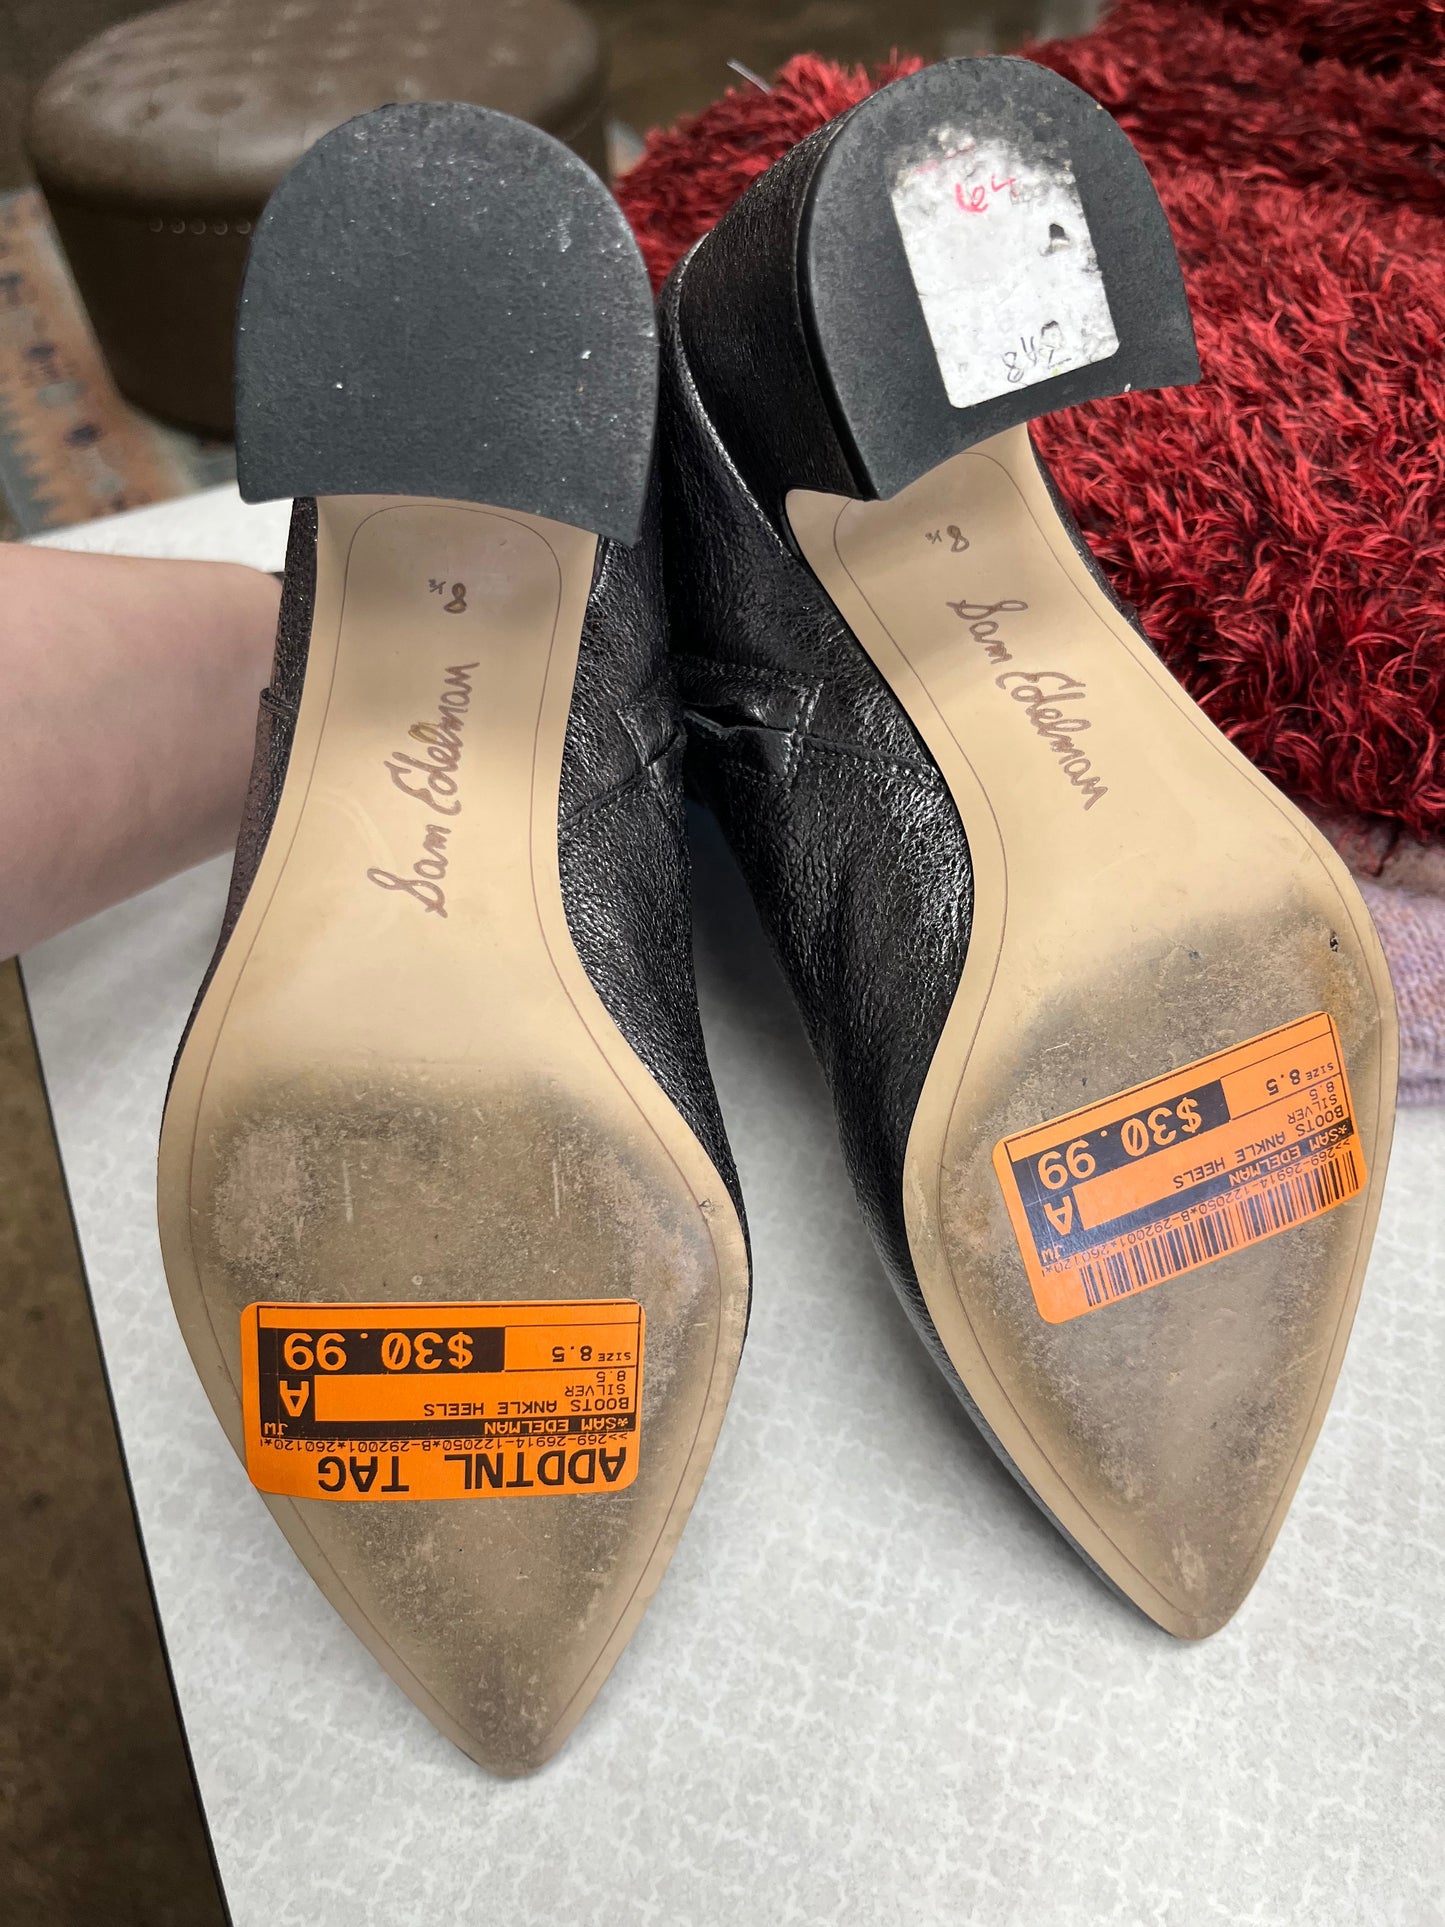 8 ½
Sam Edelman
$30.99
SIZE 8.5
A
8.5
SILVER
BOOTS ANKLE HEELS
JW
*SAM EDELMAN
>>269-26914-122050*B-292001*260120*
ADDTNL TAG
64
8½
8 ½
Sam Edelman
$30.99
SIZE 8.5
A
8.5
SILVER
BOOTS ANKLE HEELS
JW
*SAM EDELMAN
>>269-26914-122050*B-292001*260120*